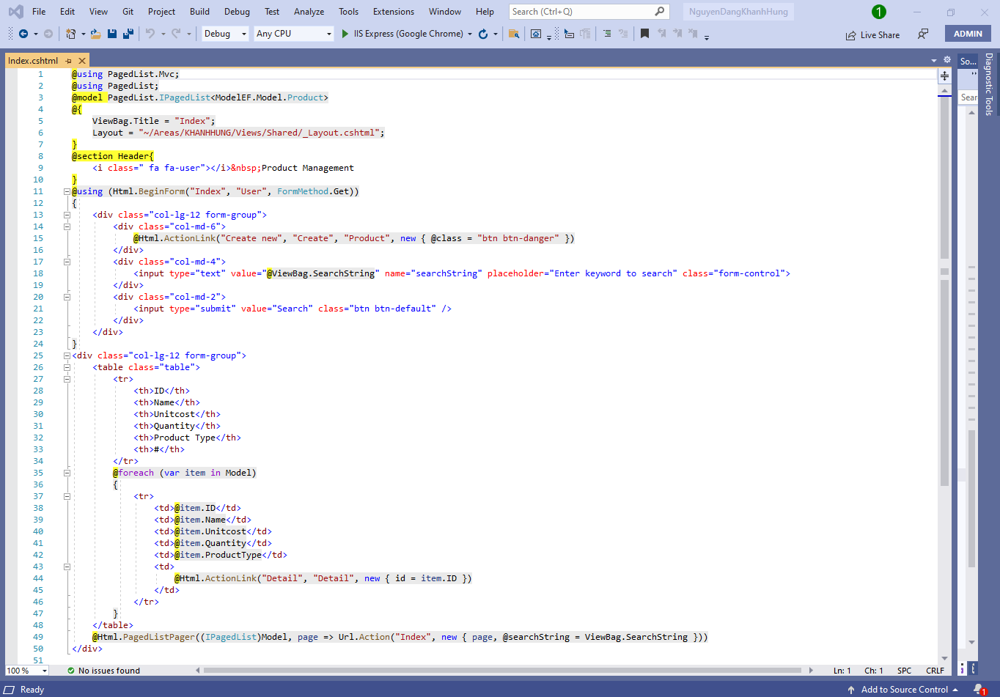 File Edit View Git Project Build Debug Test Analyze Tools Extensions Window Help Search (Ctrl+Q) NguyenDangKhanhHung 1
Debug Any CPU IIS Express (Google Chrome) Live Share ADMIN
Index.cshtml So...
Diagnostic Tools
Sear
1 @using PagedList.Mvc;
2 @using PagedList;
3 @model PagedList.IPagedList<ModelEF.Model.Product>
4 @{
5 ViewBag.Title = "Index";
6 Layout = "~/Areas/KHANHHUNG/Views/Shared/_Layout.cshtml";
7 }
8 @section Header{
9 <i class=" fa fa-user"></i>&nbsp;Product Management
10 }
11 @using (Html.BeginForm("Index", "User", FormMethod.Get))
12 {
13 <div class="col-lg-12 form-group">
14 <div class="col-md-6">
15 @Html.ActionLink("Create new", "Create", "Product", new { @class = "btn btn-danger" })
16 </div>
17 <div class="col-md-4">
18 <input type="text" value="@ViewBag.SearchString" name="searchString" placeholder="Enter keyword to search" class="form-control">
19 </div>
20 <div class="col-md-2">
21 <input type="submit" value="Search" class="btn btn-default" />
22 </div>
23 </div>
24 }
25 <div class="col-lg-12 form-group">
26 <table class="table">
27 <tr>
28 <th>ID</th>
29 <th>Name</th>
30 <th>Unitcost</th>
31 <th>Quantity</th>
32 <th>Product Type</th>
33 <th>#</th>
34 </tr>
35 @foreach (var item in Model)
36 {
37 <tr>
38 <td>@item.ID</td>
39 <td>@item.Name</td>
40 <td>@item.Unitcost</td>
41 <td>@item.Quantity</td>
42 <td>@item.ProductType</td>
43 <td>
44 @Html.ActionLink("Detail", "Detail", new { id = item.ID })
45 </td>
46 </tr>
47 }
48 </table>
49 @Html.PagedListPager((IPagedList)Model, page => Url.Action("Index", new { page, @searchString = ViewBag.SearchString }))
50 </div>
51
100 % No issues found Ln: 1 Ch: 1 SPC CRLF
Ready Add to Source Control 1